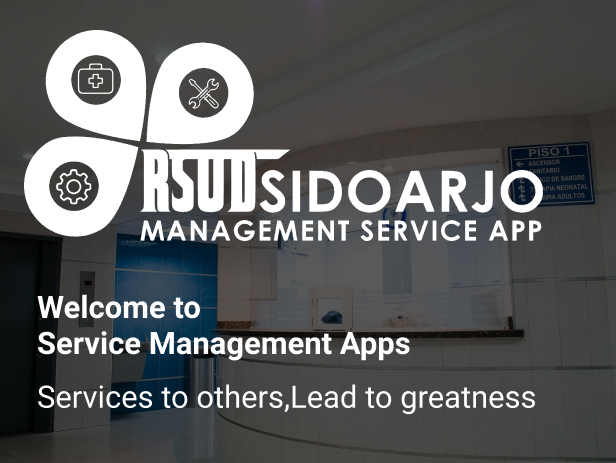 RSUD SIDOARJO
MANAGEMENT SERVICE APP
PISO 1
ASCENSOR
Welcome to
Service Management Apps
Services to others,Lead to greatness